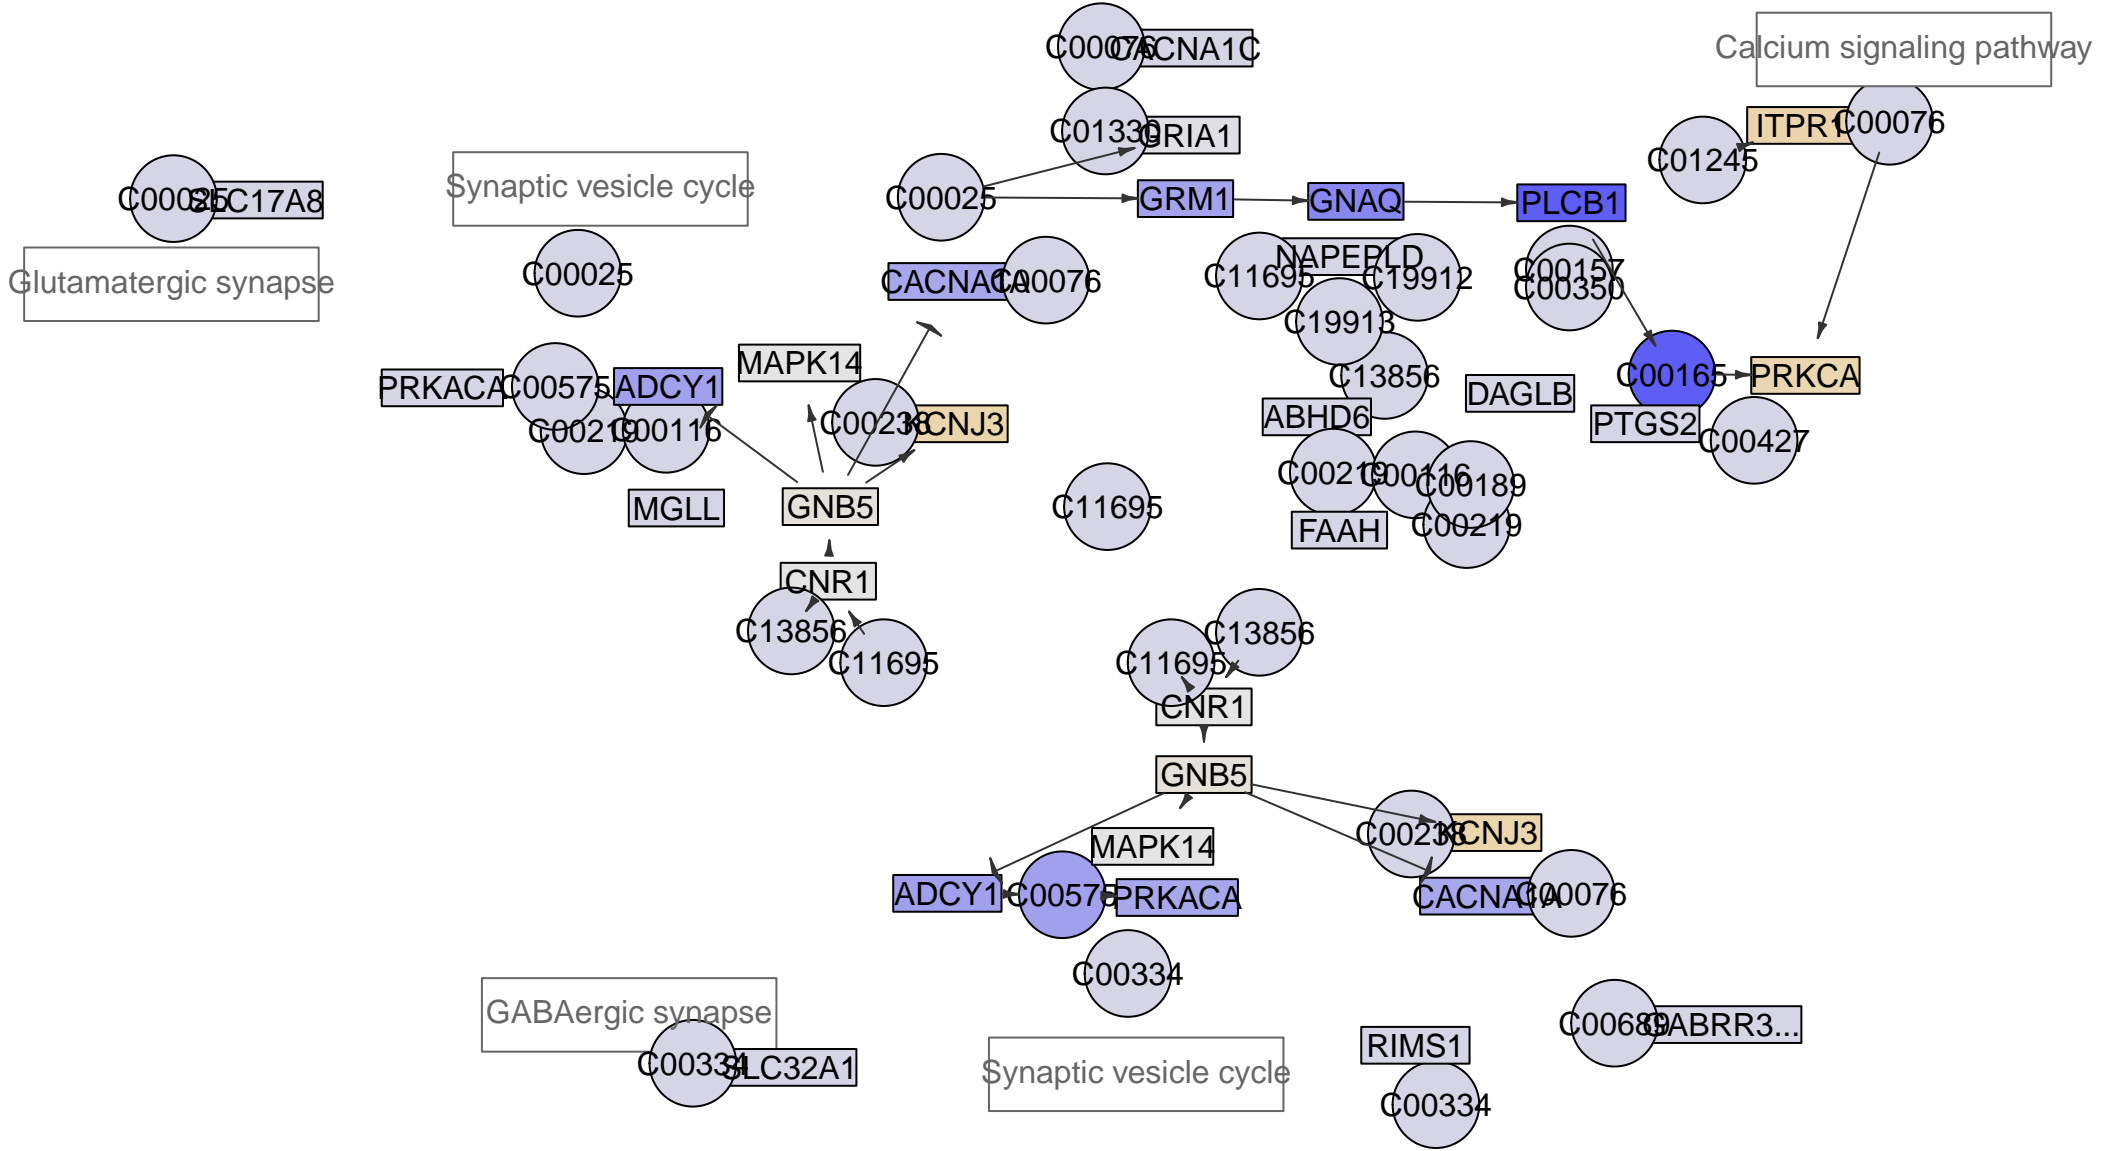 C00076
CACNA1C
Calcium signaling pathway
C01330
GRIA1
ITPR1
C00076
C01245
C00025
SLC17A8
Synaptic vesicle cycle
C00025
GRM1
GNAQ
PLCB1
Glutamatergic synapse
C00025
CACNA1A
C00076
C11695
NAPEPLD
C19912
C00157
C00350
C19913
MAPK14
C13856
PRKACA
C00575
ADCY1
C00165
PRKCA
DAGLB
C00219
C00116
C00238
KCNJ3
ABHD6
PTGS2
C00427
C00219
C00116
C00189
MGLL
GNB5
C11695
FAAH
C00219
CNR1
C13856
C11695
C11695
C13856
CNR1
GNB5
MAPK14
C00238
KCNJ3
ADCY1
C00575
PRKACA
CACNA1A
C00076
C00334
GABAergic synapse
C00334
SLC32A1
Synaptic vesicle cycle
RIMS1
C00334
C00689
GABRR3...